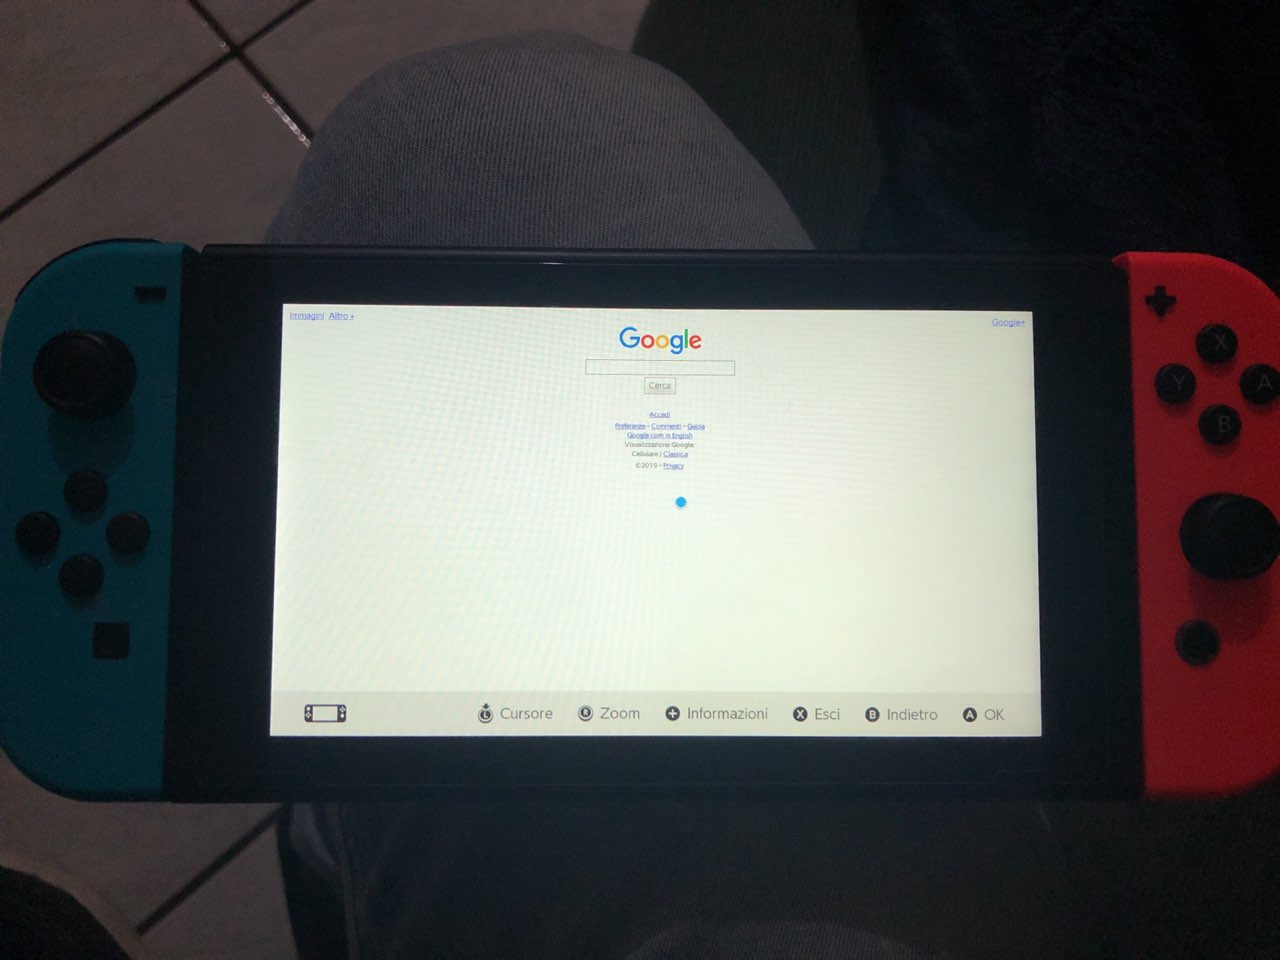 Immagini Altro »
Google+
Google
Cerca
Accedi
Preferenze - Commenti - Guida
Google.com in English
Visualizzazione Google:
Cellulare | Classica
©2019 - Privacy
L Cursore R Zoom + Informazioni X Esci B Indietro A OK
X
Y A
B